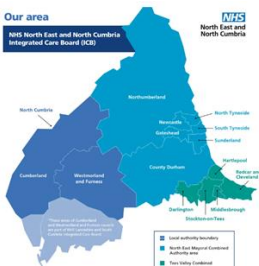 Our area
NHS
North East and
North Cumbria
NHS North East and North Cumbria
Integrated Care Board (ICB)
Northumberland
North Cumbria
North Tyneside
Newcastle
South Tyneside
Gateshead
Sunderland
Hartlepool
County Durham
Redcar and
Cleveland
Cumberland
Westmorland
and Furness
Darlington
Middlesbrough
Stockton-on-Tees
Local authority boundary
North East Mayoral Combined
Authority area
Tees Valley Combined